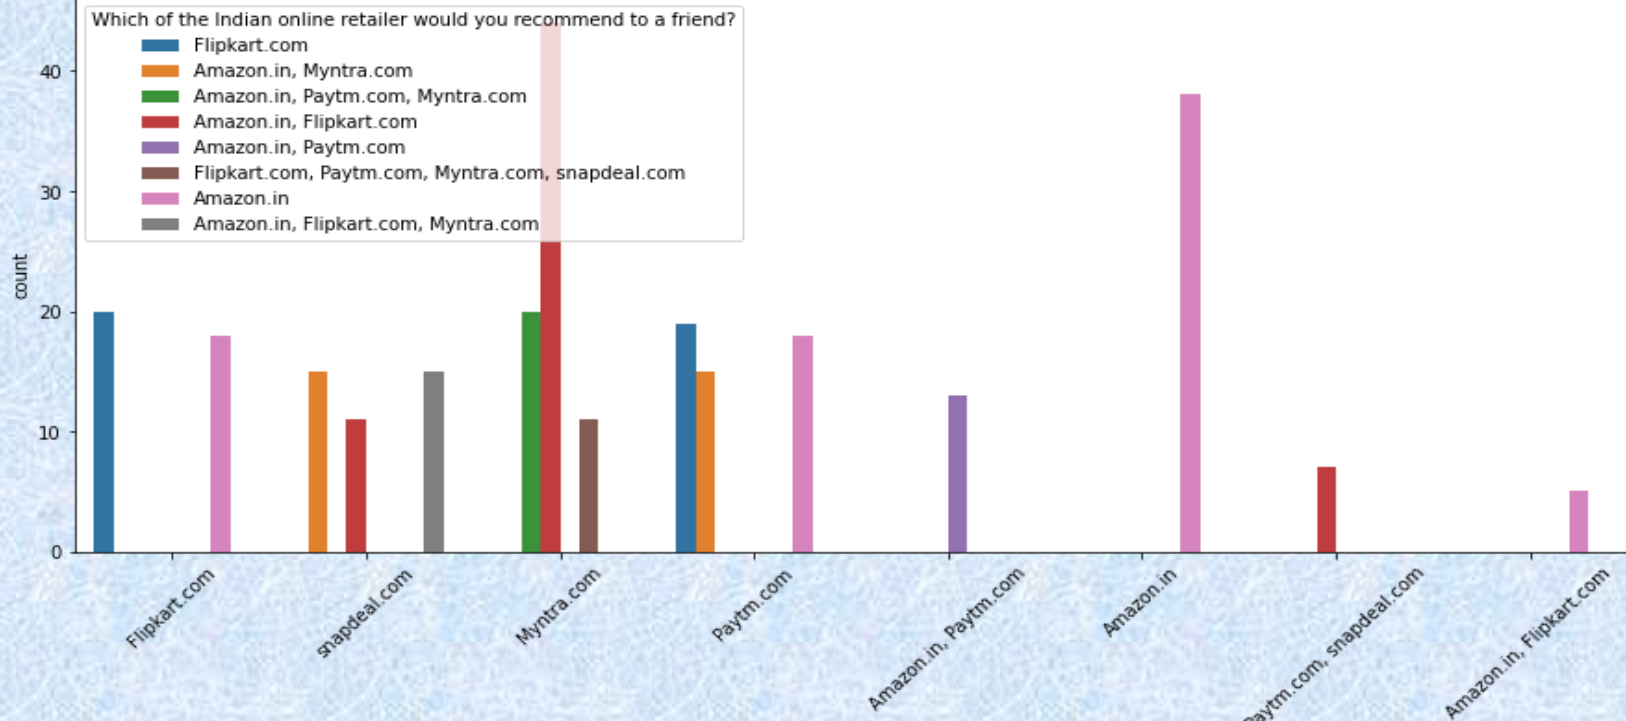 Which of the Indian online retailer would you recommend to a friend?
Flipkart.com
Amazon.in, Myntra.com
Amazon.in, Paytm.com, Myntra.com
Amazon.in, Flipkart.com
Amazon.in, Paytm.com
Flipkart.com, Paytm.com, Myntra.com, snapdeal.com
Amazon.in
Amazon.in, Flipkart.com, Myntra.com
count
40
30
20
10
0
Flipkart.com
snapdeal.com
Myntra.com
Paytm.com
Amazon.in, Paytm.com
Amazon.in
snapdeal.com
Amazon.in, Flipkart.com